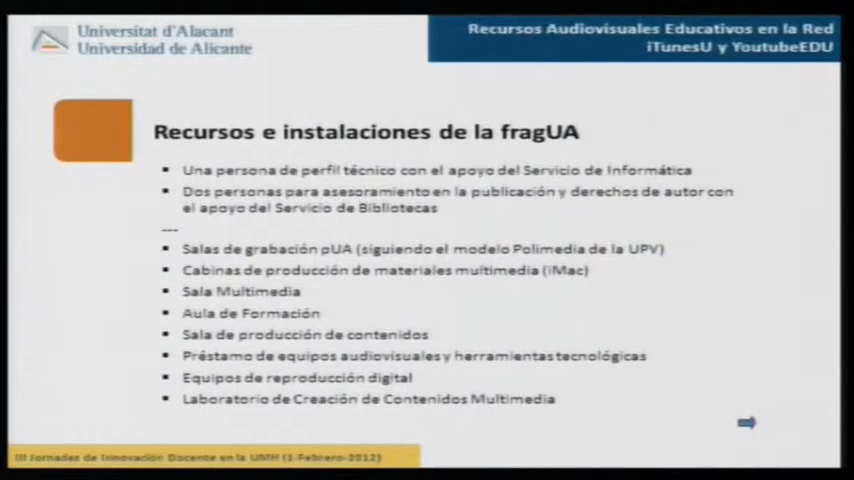 Universitat d'Alacant
Universidad de Alicante
Recursos Audiovisuales Educativos en la Red
iTunesU y YoutubeEDU
Recursos e instalaciones de la fragUA
▪ Una persona de perfil técnico con el apoyo del Servicio de Informática
▪ Dos personas para asesoramiento en la publicación y derechos de autor con
el apoyo del Servicio de Bibliotecas
---
▪ Salas de grabación pUA (siguiendo el modelo Polimedia de la UPV)
▪ Cabinas de producción de materiales multimedia (iMac)
▪ Sala Multimedia
▪ Aula de Formación
▪ Sala de producción de contenidos
▪ Préstamo de equipos audiovisuales y herramientas tecnológicas
▪ Equipos de reproducción digital
▪ Laboratorio de Creación de Contenidos Multimedia
III Jornades de Innovación Docente en la UMH (1-Febrero-2012)